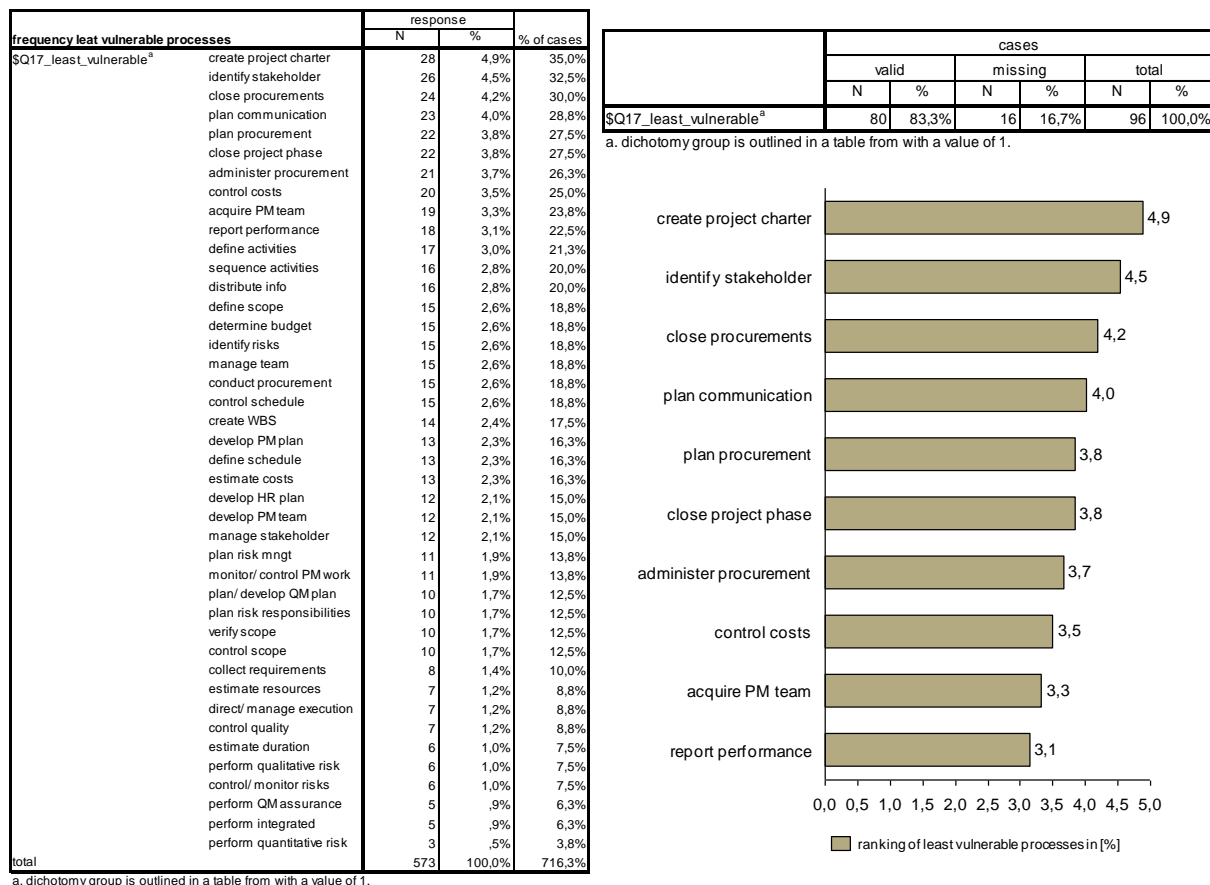 response
frequency leat vulnerable processes N % % of cases
$Q17_least_vulnerableᵃ create project charter 28 4,9% 35,0%
identify stakeholder 26 4,5% 32,5%
close procurements 24 4,2% 30,0%
plan communication 23 4,0% 28,8%
plan procurement 22 3,8% 27,5%
close project phase 22 3,8% 27,5%
administer procurement 21 3,7% 26,3%
control costs 20 3,5% 25,0%
acquire PM team 19 3,3% 23,8%
report performance 18 3,1% 22,5%
define activities 17 3,0% 21,3%
sequence activities 16 2,8% 20,0%
distribute info 16 2,8% 20,0%
define scope 15 2,6% 18,8%
determine budget 15 2,6% 18,8%
identify risks 15 2,6% 18,8%
manage team 15 2,6% 18,8%
conduct procurement 15 2,6% 18,8%
control schedule 15 2,6% 18,8%
create WBS 14 2,4% 17,5%
develop PM plan 13 2,3% 16,3%
define schedule 13 2,3% 16,3%
estimate costs 13 2,3% 16,3%
develop HR plan 12 2,1% 15,0%
develop PM team 12 2,1% 15,0%
manage stakeholder 12 2,1% 15,0%
plan risk mngt 11 1,9% 13,8%
monitor/ control PM work 11 1,9% 13,8%
plan/ develop QM plan 10 1,7% 12,5%
plan risk responsibilities 10 1,7% 12,5%
verify scope 10 1,7% 12,5%
control scope 10 1,7% 12,5%
collect requirements 8 1,4% 10,0%
estimate resources 7 1,2% 8,8%
direct/ manage execution 7 1,2% 8,8%
control quality 7 1,2% 8,8%
estimate duration 6 1,0% 7,5%
perform qualitative risk 6 1,0% 7,5%
control/ monitor risks 6 1,0% 7,5%
perform QM assurance 5 ,9% 6,3%
perform integrated 5 ,9% 6,3%
perform quantitative risk 3 ,5% 3,8%
total 573 100,0% 716,3%
a. dichotomy group is outlined in a table from with a value of 1.
cases
valid missing total
N % N % N %
$Q17_least_vulnerableᵃ 80 83,3% 16 16,7% 96 100,0%
a. dichotomy group is outlined in a table from with a value of 1.
create project charter 4,9
identify stakeholder 4,5
close procurements 4,2
plan communication 4,0
plan procurement 3,8
close project phase 3,8
administer procurement 3,7
control costs 3,5
acquire PM team 3,3
report performance 3,1
0,0 0,5 1,0 1,5 2,0 2,5 3,0 3,5 4,0 4,5 5,0
ranking of least vulnerable processes in [%]